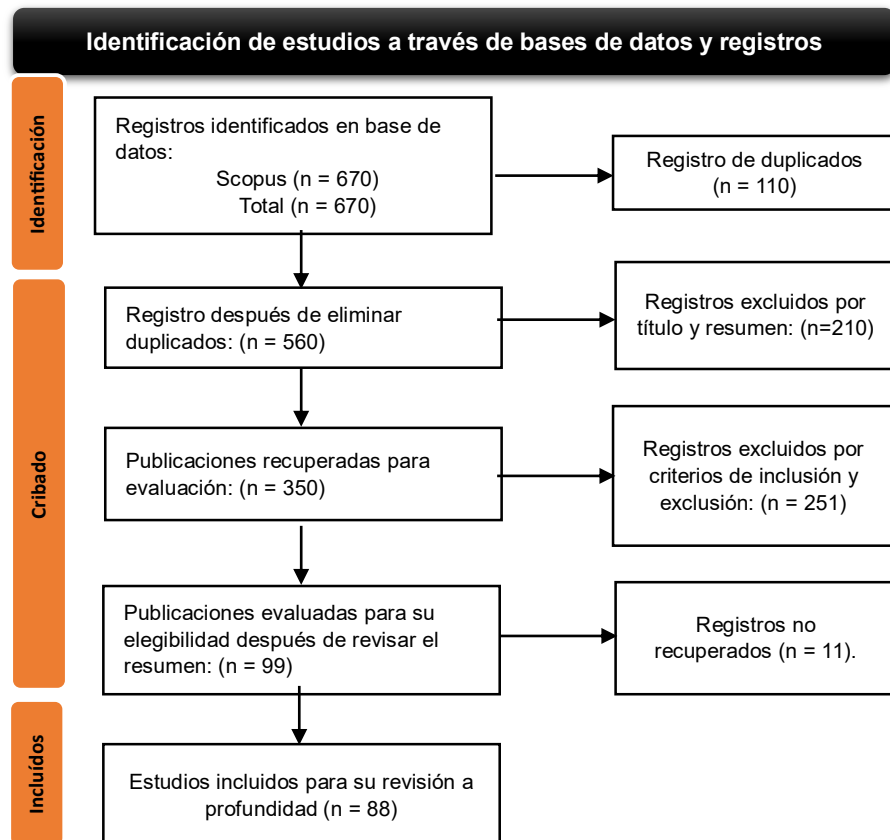 Identificación de estudios a través de bases de datos y registros
Identificación
Registros identificados en base de
datos:
Scopus (n = 670)
Total (n = 670)
Registro de duplicados
(n = 110)
Cribado
Registro después de eliminar
duplicados: (n = 560)
Registros excluidos por
título y resumen: (n=210)
Publicaciones recuperadas para
evaluación: (n = 350)
Registros excluidos por
criterios de inclusión y
exclusión: (n = 251)
Publicaciones evaluadas para su
elegibilidad después de revisar el
resumen: (n = 99)
Registros no
recuperados (n = 11).
Incluídos
Estudios incluidos para su revisión a
profundidad (n = 88)